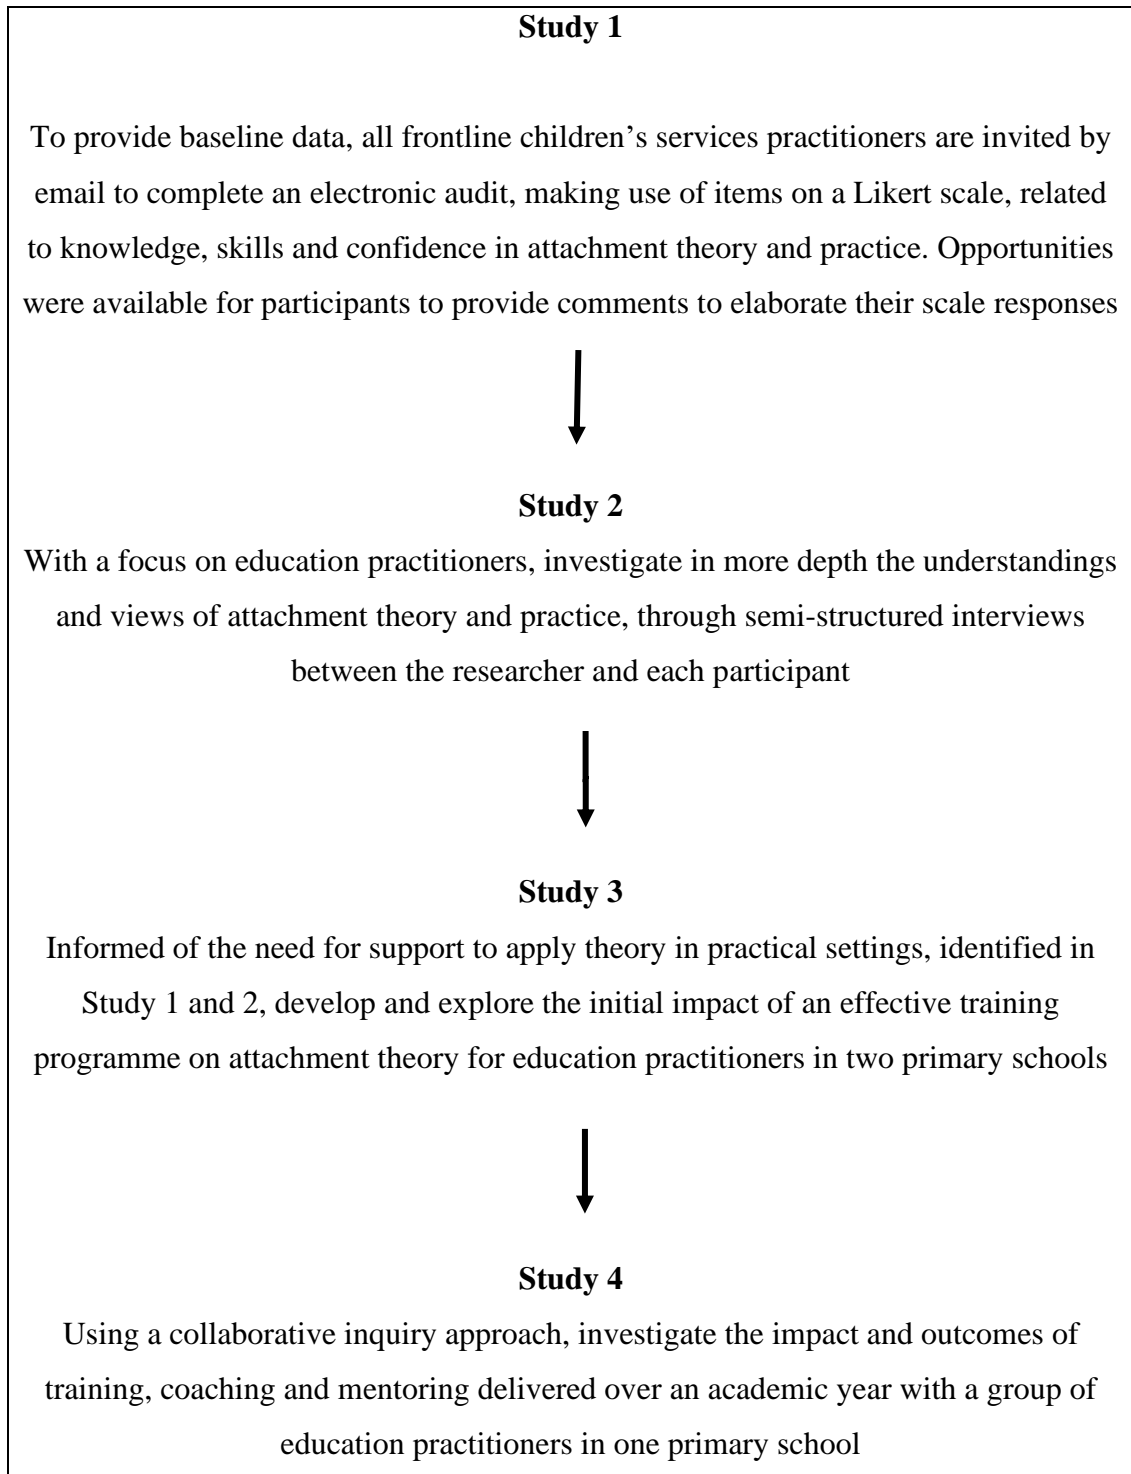 Study 1
To provide baseline data, all frontline children’s services practitioners are invited by
email to complete an electronic audit, making use of items on a Likert scale, related
to knowledge, skills and confidence in attachment theory and practice. Opportunities
were available for participants to provide comments to elaborate their scale responses
Study 2
With a focus on education practitioners, investigate in more depth the understandings
and views of attachment theory and practice, through semi-structured interviews
between the researcher and each participant
Study 3
Informed of the need for support to apply theory in practical settings, identified in
Study 1 and 2, develop and explore the initial impact of an effective training
programme on attachment theory for education practitioners in two primary schools
Study 4
Using a collaborative inquiry approach, investigate the impact and outcomes of
training, coaching and mentoring delivered over an academic year with a group of
education practitioners in one primary school